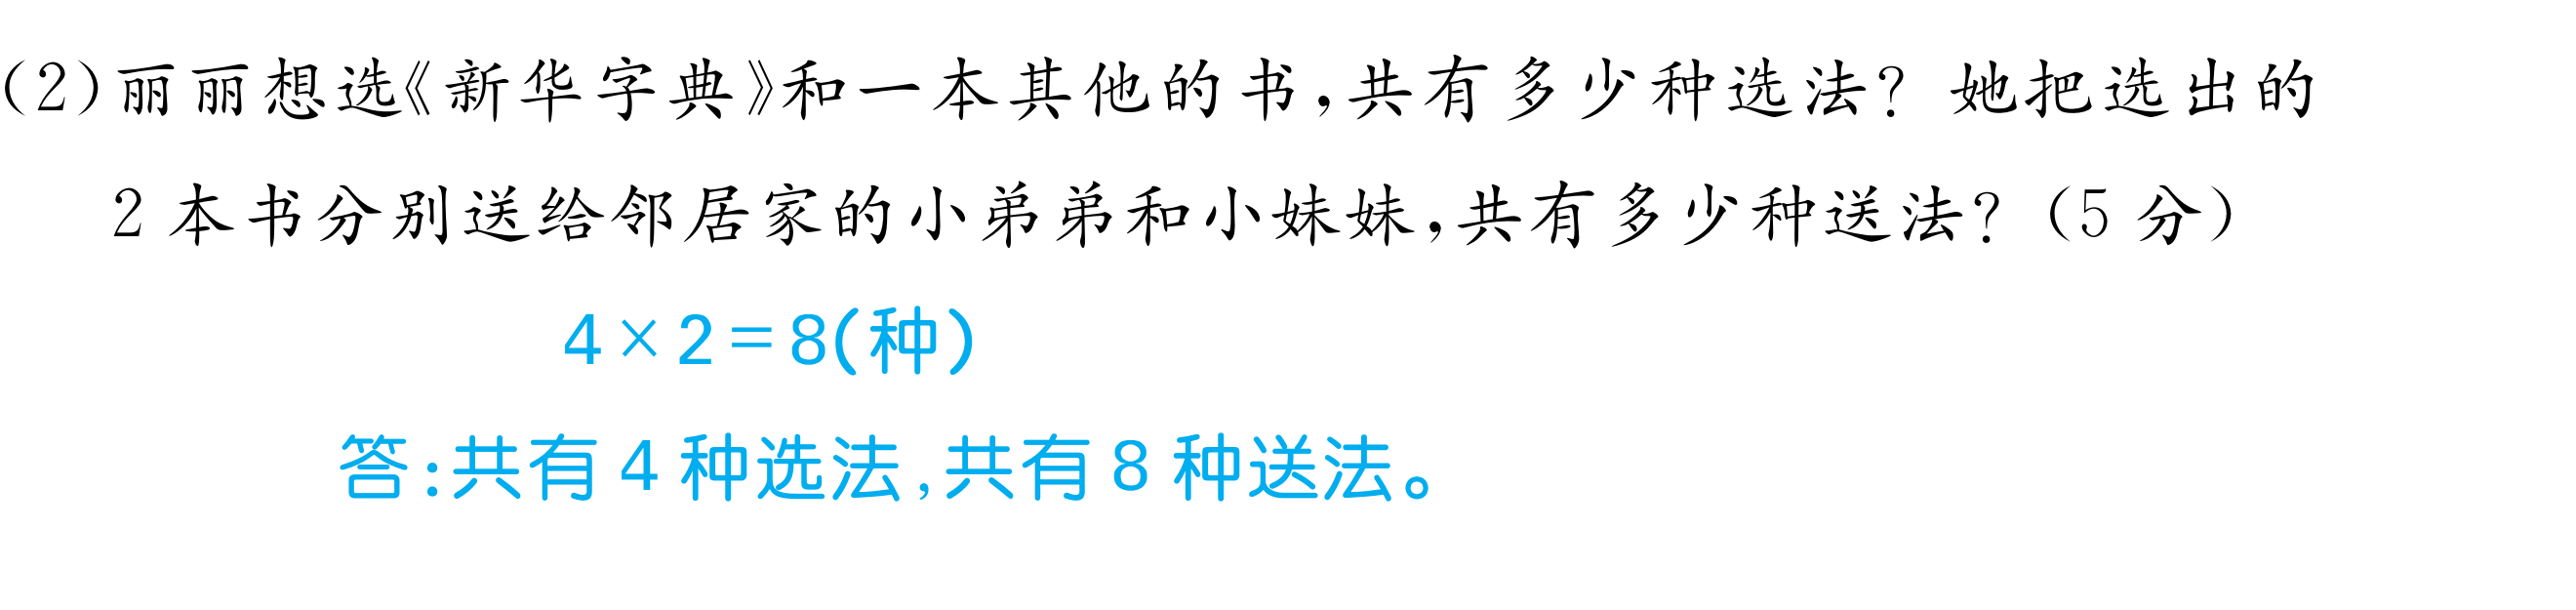 (2)丽丽想选《新华字典》和一本其他的书,共有多少种选法? 她把选出的
2 本书分别送给邻居家的小弟弟和小妹妹,共有多少种送法? (5 分)
4×2=8(种)
答:共有 4 种选法,共有 8 种送法。